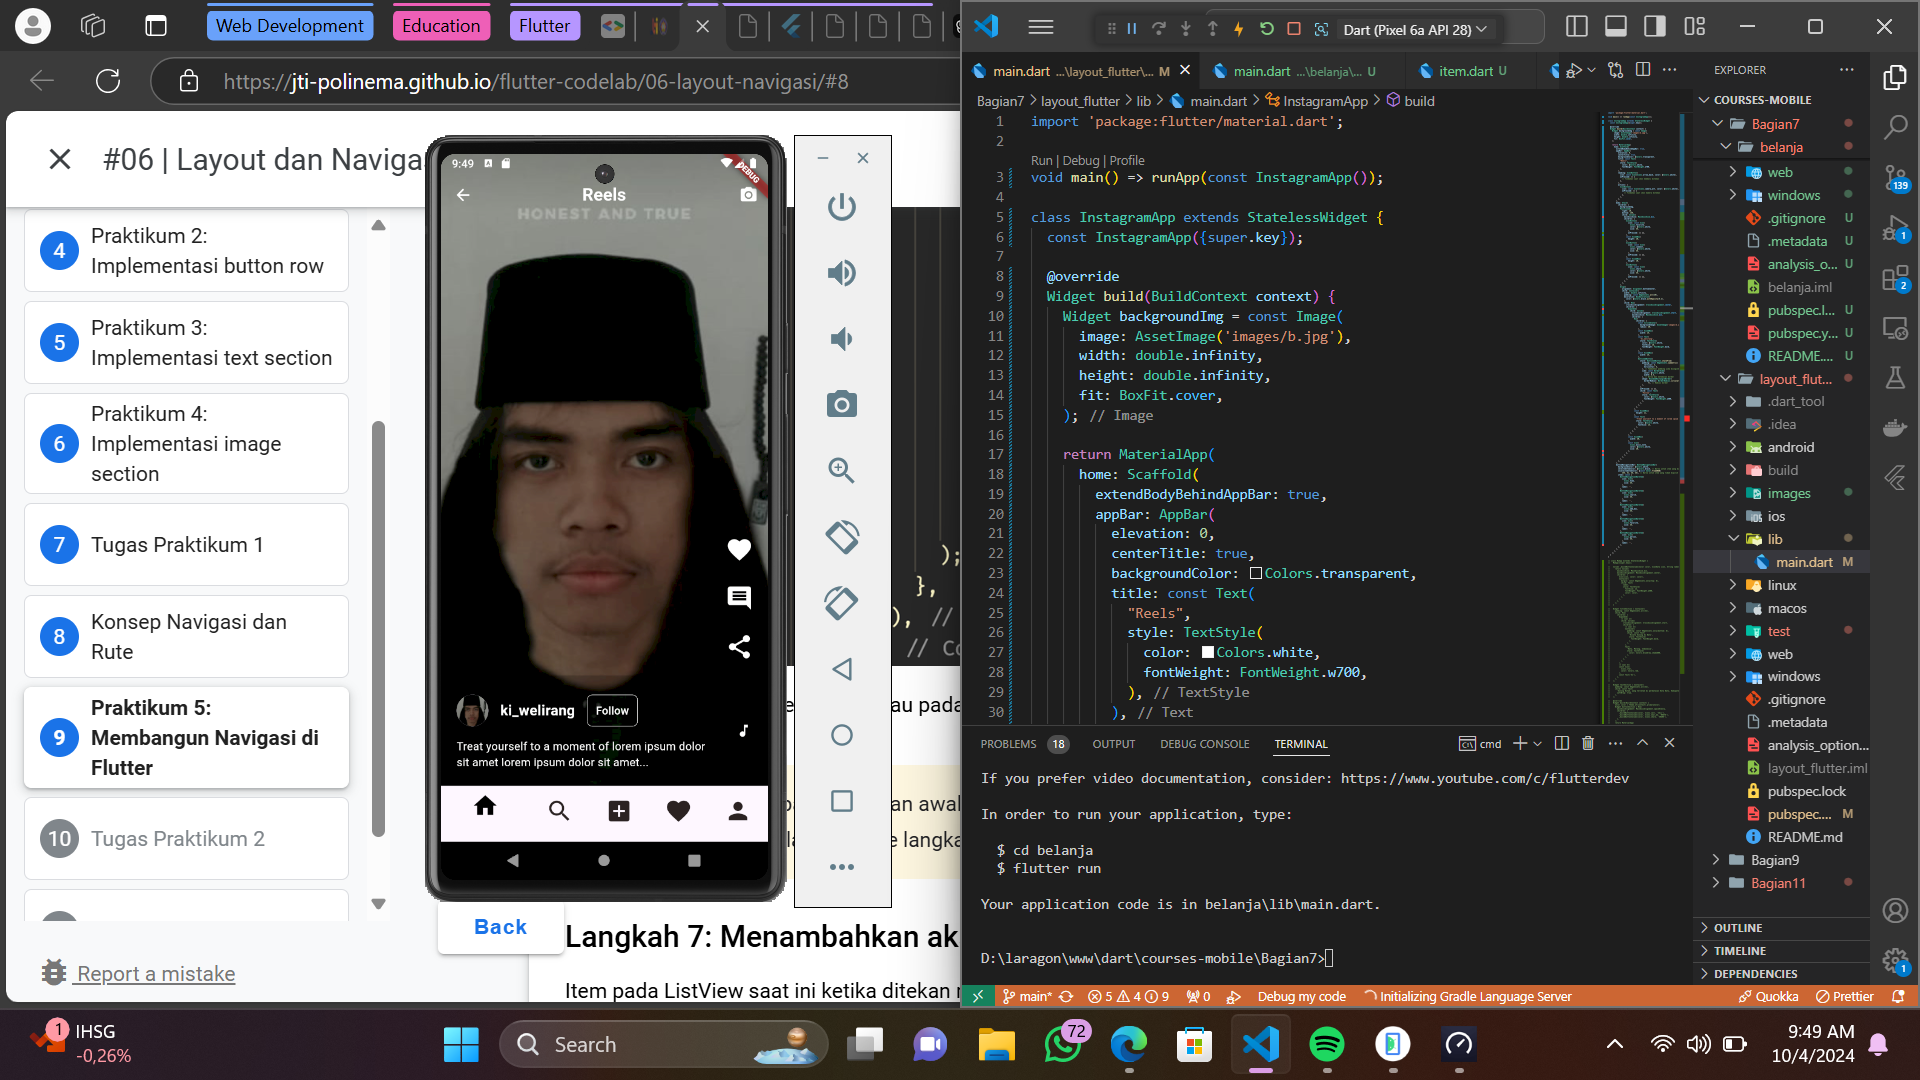 Web Development
Education
Flutter
https://jti-polinema.github.io/flutter-codelab/06-layout-navigasi/#8
#06 | Layout dan Naviga
4
Praktikum 2:
Implementasi button row
5
Praktikum 3:
Implementasi text section
6
Praktikum 4:
Implementasi image
section
7
Tugas Praktikum 1
8
Konsep Navigasi dan
Rute
9
Praktikum 5:
Membangun Navigasi di
Flutter
10
Tugas Praktikum 2
Report a mistake
9:49
DEBUG
Reels
HONEST AND TRUE
ki_welirang
Follow
Treat yourself to a moment of lorem ipsum dolor
sit amet lorem ipsum dolor sit amet...
);
},
), //
// Co
au pada
an awal
langka
Back
Langkah 7: Menambahkan ak
Item pada ListView saat ini ketika ditekan
Dart (Pixel 6a API 28)
main.dart ...\layout_flutter\... M
main.dart ...\belanja\... U
item.dart U
Bagian7 > layout_flutter > lib > main.dart > InstagramApp > build
1 import 'package:flutter/material.dart';
2
Run | Debug | Profile
3 void main() => runApp(const InstagramApp());
4
5 class InstagramApp extends StatelessWidget {
6 const InstagramApp({super.key});
7
8 @override
9 Widget build(BuildContext context) {
10 Widget backgroundImg = const Image(
11 image: AssetImage('images/b.jpg'),
12 width: double.infinity,
13 height: double.infinity,
14 fit: BoxFit.cover,
15 ); // Image
16
17 return MaterialApp(
18 home: Scaffold(
19 extendBodyBehindAppBar: true,
20 appBar: AppBar(
21 elevation: 0,
22 centerTitle: true,
23 backgroundColor: Colors.transparent,
24 title: const Text(
25 "Reels",
26 style: TextStyle(
27 color: Colors.white,
28 fontWeight: FontWeight.w700,
29 ), // TextStyle
30 ), // Text
PROBLEMS 18 OUTPUT DEBUG CONSOLE TERMINAL
cmd
If you prefer video documentation, consider: https://www.youtube.com/c/flutterdev
In order to run your application, type:
$ cd belanja
$ flutter run
Your application code is in belanja\lib\main.dart.
D:\laragon\www\dart\courses-mobile\Bagian7>
EXPLORER
COURSES-MOBILE
Bagian7
belanja
web
windows
.gitignore U
.metadata U
analysis_o... U
belanja.iml
pubspec.l... U
pubspec.y... U
README.... U
layout_flut...
.dart_tool
.idea
android
build
images
ios
lib
main.dart M
linux
macos
test
web
windows
.gitignore
.metadata
analysis_option...
layout_flutter.iml
pubspec.lock
pubspec.... M
README.md
Bagian9
Bagian11
OUTLINE
TIMELINE
DEPENDENCIES
139
1
2
1
main*
5 4 9
0
Debug my code
Initializing Gradle Language Server
Quokka
Prettier
1
IHSG
-0,26%
Search
72
9:49 AM
10/4/2024